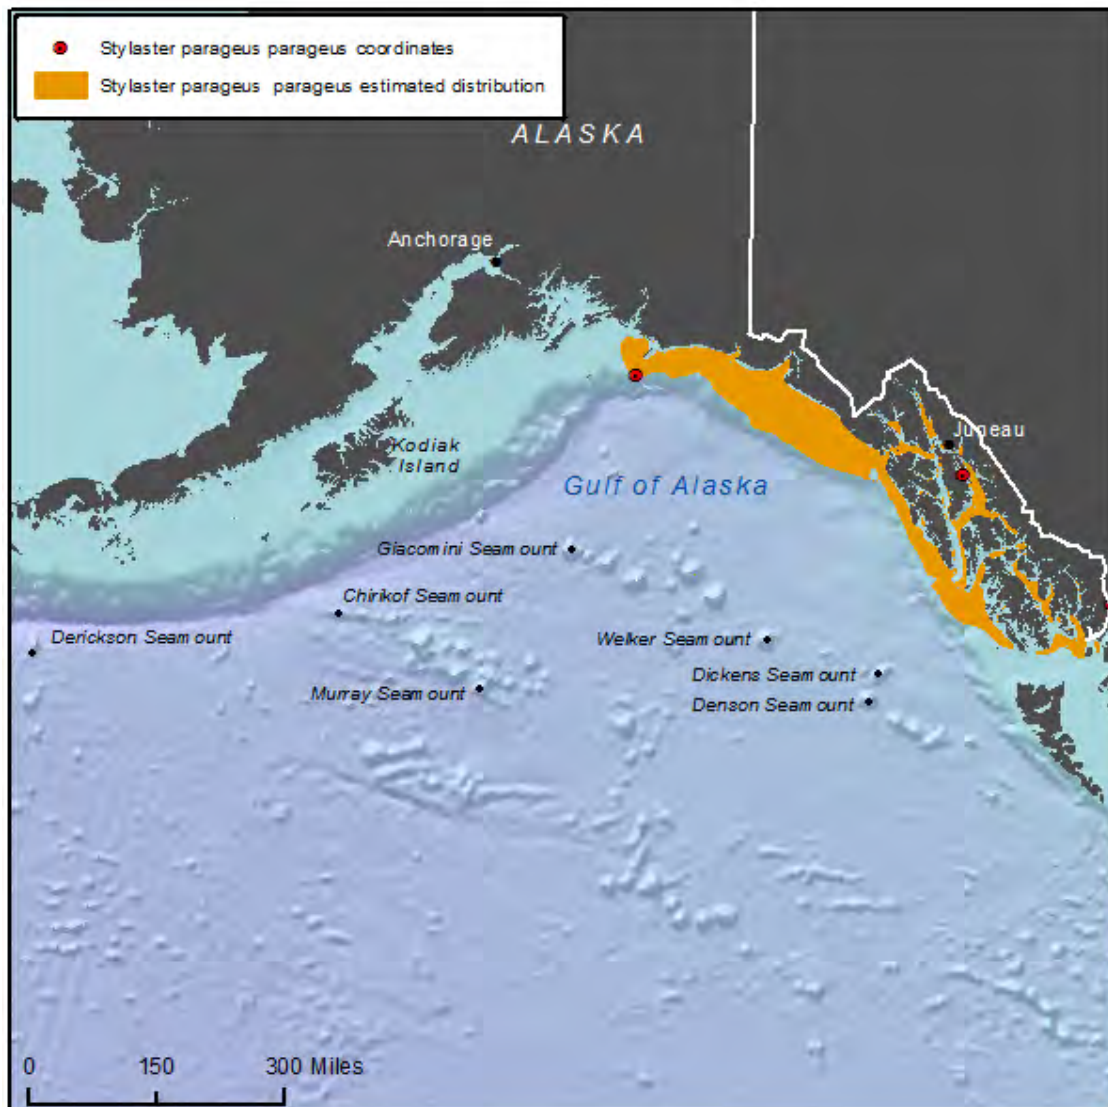 Stylaster parageus parageus coordinates
Stylaster parageus parageus estimated distribution
ALASKA
Anchorage
Juneau
Kodiak
Island
Gulf of Alaska
Giacomini Seamount
Chirikof Seamount
Derickson Seamount
Welker Seamount
Dickens Seamount
Murray Seamount
Denson Seamount
0 150 300 Miles